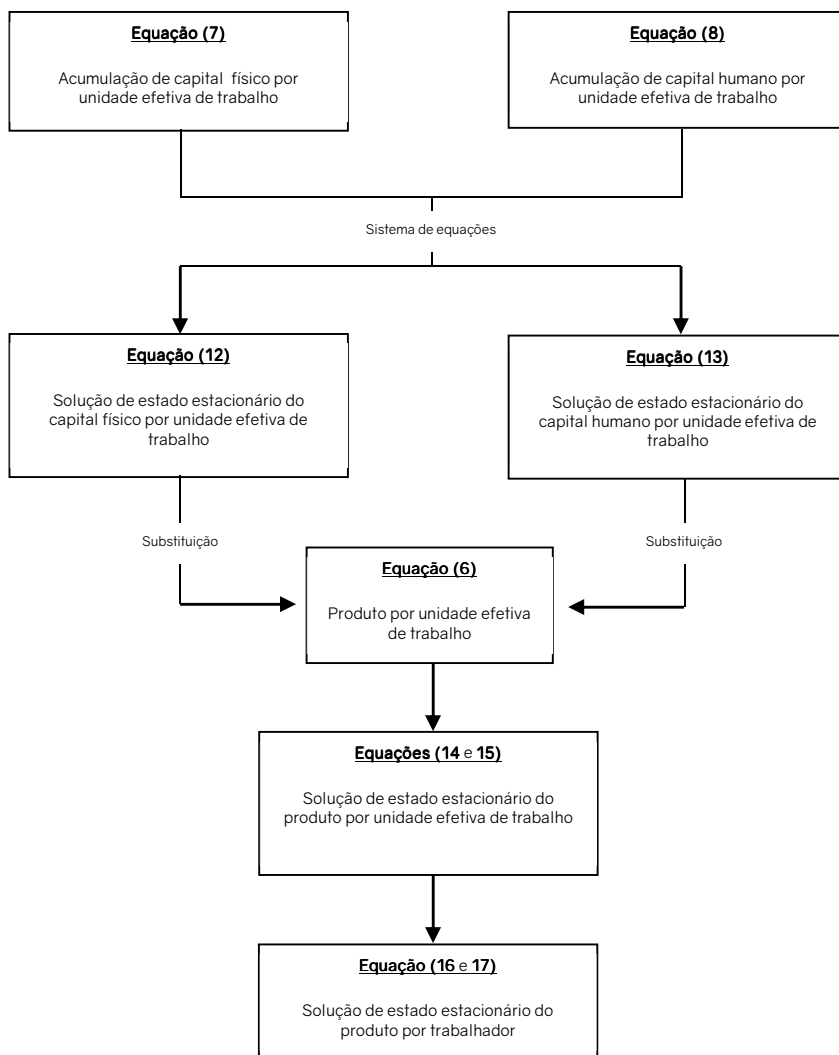 Equação (7)
Acumulação de capital físico por
unidade efetiva de trabalho
Equação (8)
Acumulação de capital humano por
unidade efetiva de trabalho
Sistema de equações
Equação (12)
Solução de estado estacionário do
capital físico por unidade efetiva de
trabalho
Equação (13)
Solução de estado estacionário do
capital humano por unidade efetiva de
trabalho
Substituição
Substituição
Equação (6)
Produto por unidade efetiva
de trabalho
Equações (14 e 15)
Solução de estado estacionário do
produto por unidade efetiva de trabalho
Equação (16 e 17)
Solução de estado estacionário do
produto por trabalhador